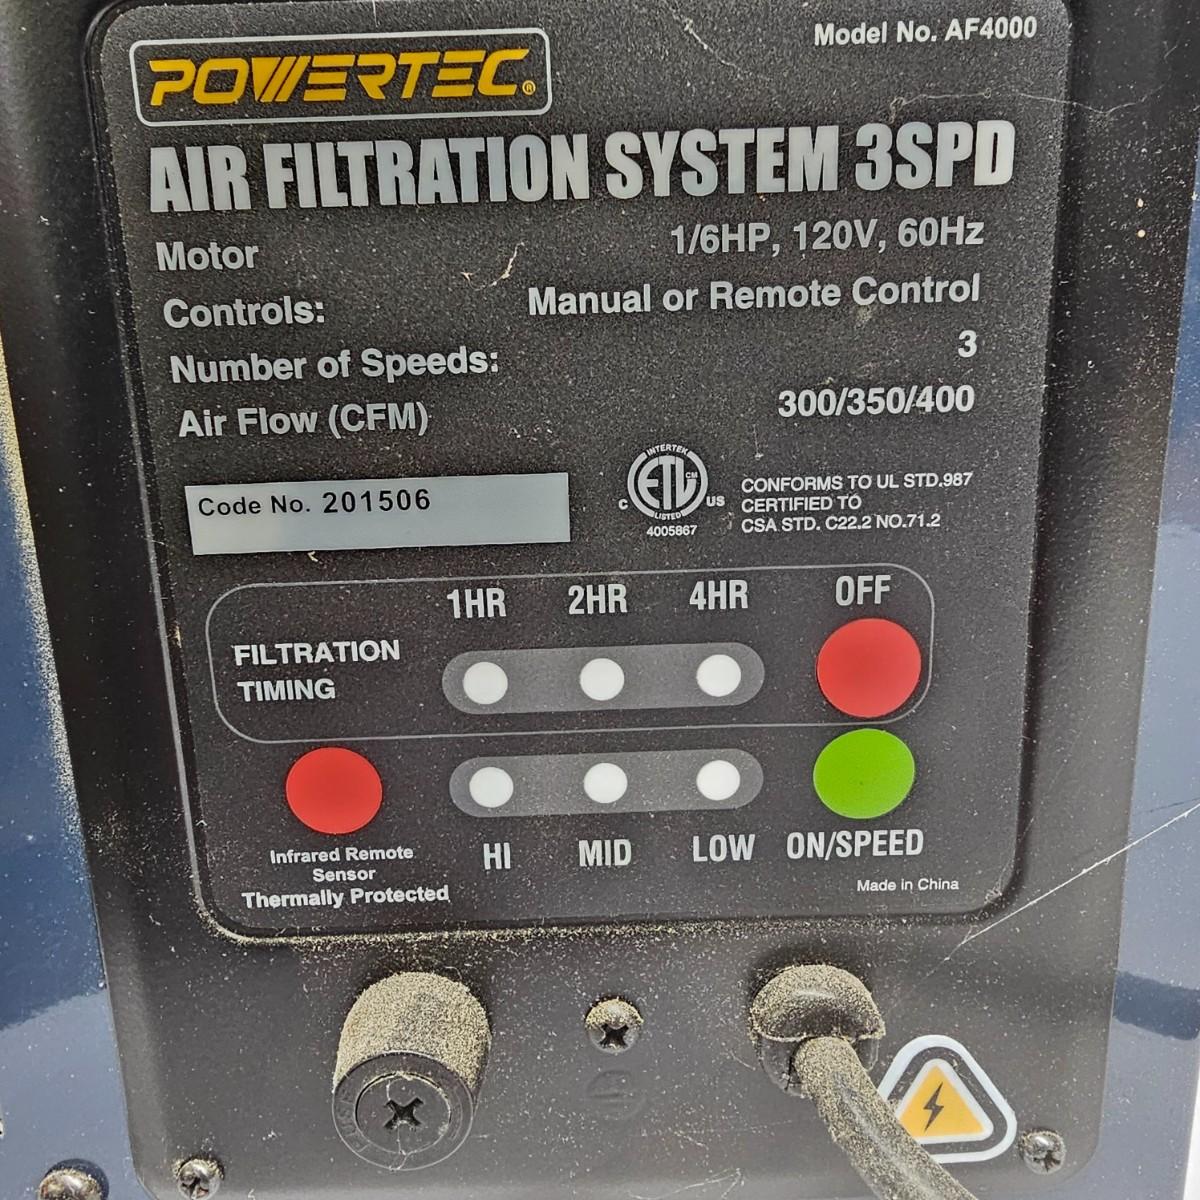 Model No. AF4000
POWERTEC®
AIR FILTRATION SYSTEM 3SPD
Motor 1/6HP, 120V, 60Hz
Controls: Manual or Remote Control
Number of Speeds: 3
Air Flow (CFM) 300/350/400
Code No. 201506
INTERTEK
ETL CM
C US
LISTED
4005867
CONFORMS TO UL STD.987
CERTIFIED TO
CSA STD. C22.2 NO.71.2
1HR 2HR 4HR OFF
FILTRATION
TIMING
HI MID LOW ON/SPEED
Infrared Remote
Sensor
Thermally Protected
Made in China